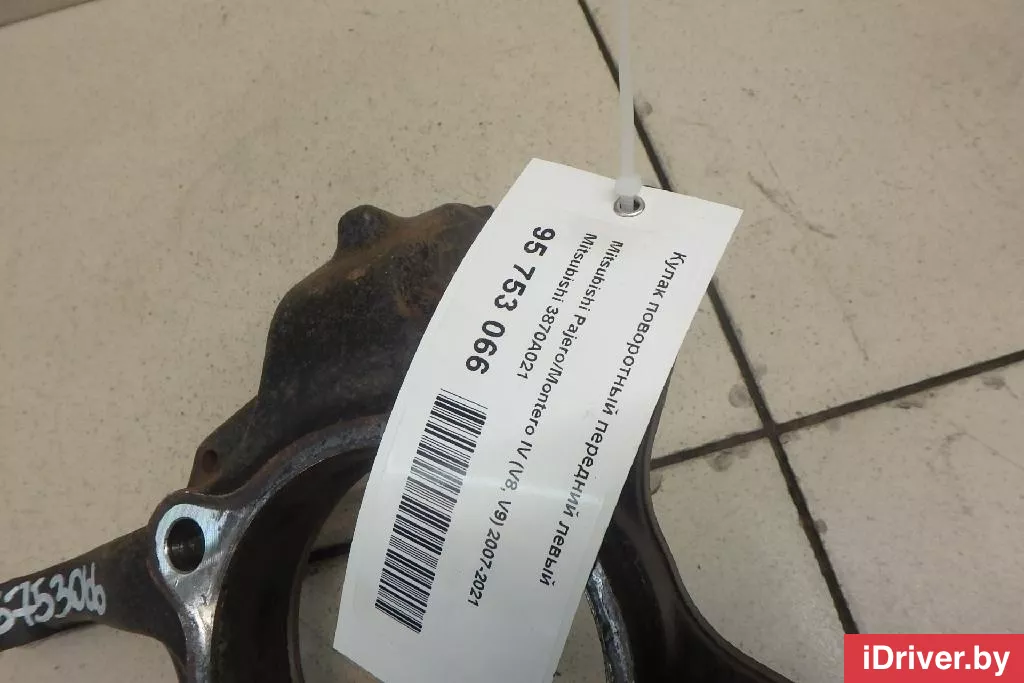 Кулак поворотный передний левый
Mitsubishi Pajero/Montero IV (V8, V9) 2007-2021
Mitsubishi 3870A021
95 753 066
5753066
iDriver.by